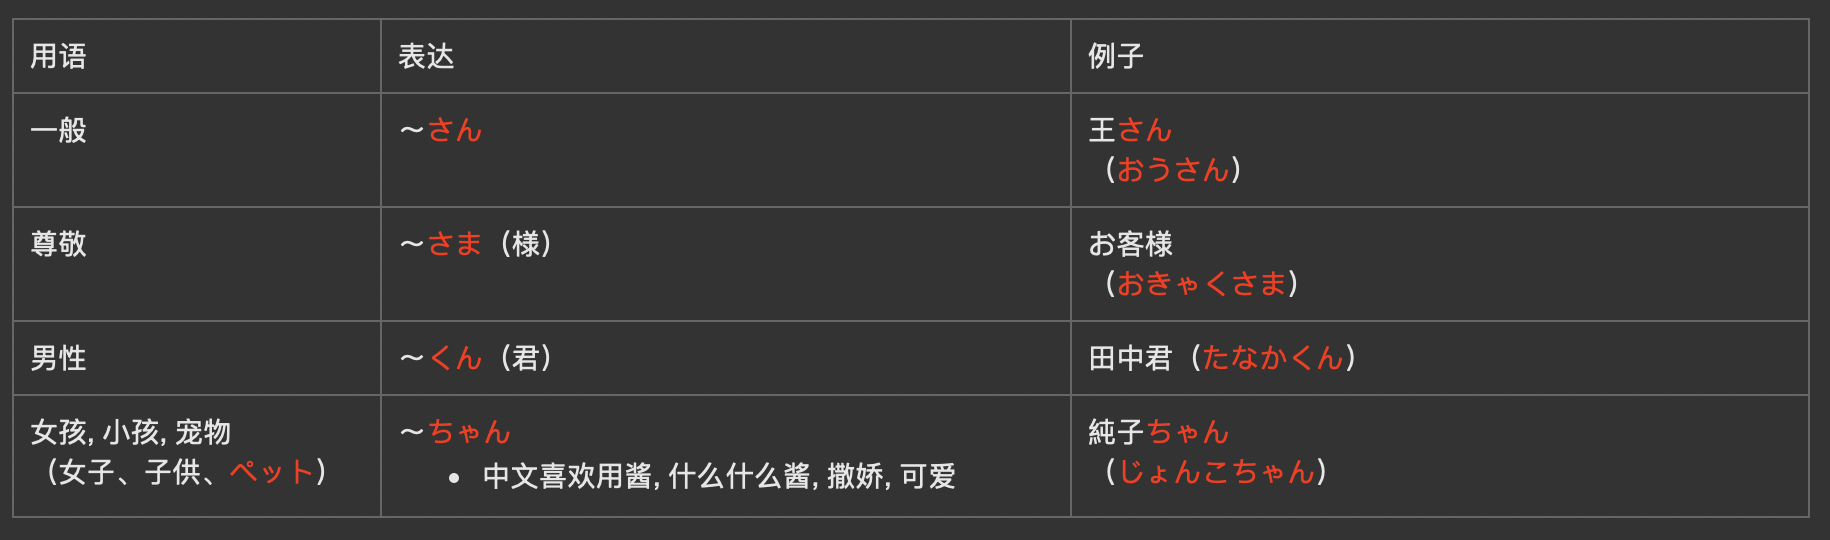 用语 表达 例子
一般 ～さん 王さん
（おうさん）
尊敬 ～さま（様） お客様
（おきゃくさま）
男性 ～くん（君） 田中君（たなかくん）
女孩, 小孩, 宠物
（女子、子供、ペット）
～ちゃん
• 中文喜欢用酱, 什么什么酱, 撒娇, 可爱
純子ちゃん
（じょんこちゃん）